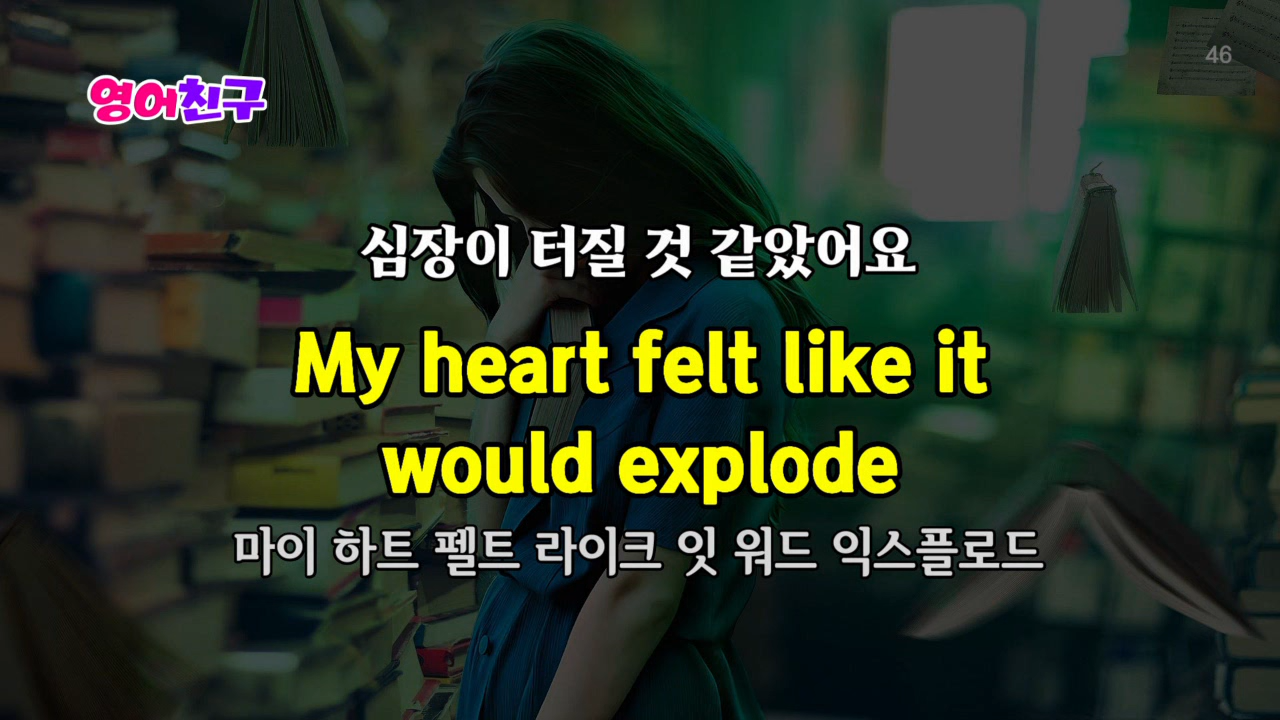 46
영어친구
심장이 터질 것 같았어요
My heart felt like it
would explode
마이 하트 펠트 라이크 잇 워드 익스플로드